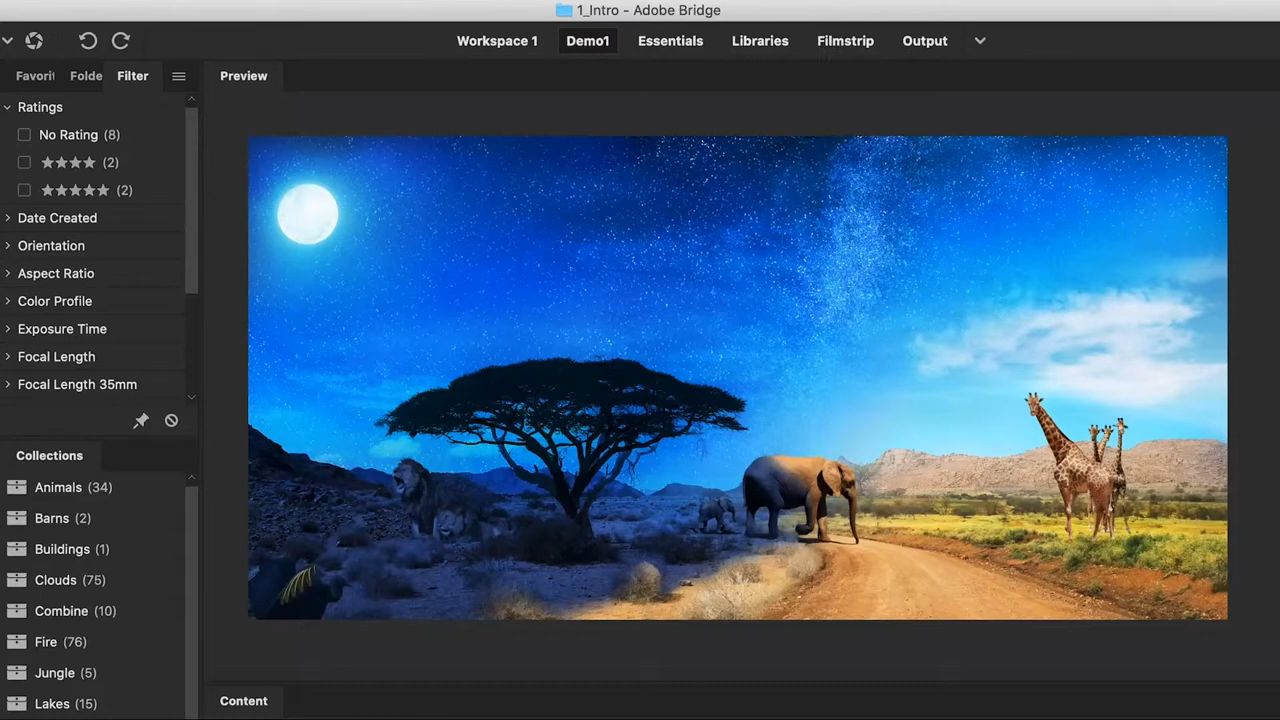 1_Intro - Adobe Bridge
Workspace 1 Demo1 Essentials Libraries Filmstrip Output
Favori Folde Filter
Preview
Ratings
No Rating (8)
★★★★ (2)
★★★★★ (2)
Date Created
Orientation
Aspect Ratio
Color Profile
Exposure Time
Focal Length
Focal Length 35mm
Collections
Animals (34)
Barns (2)
Buildings (1)
Clouds (75)
Combine (10)
Fire (76)
Jungle (5)
Lakes (15)
Content